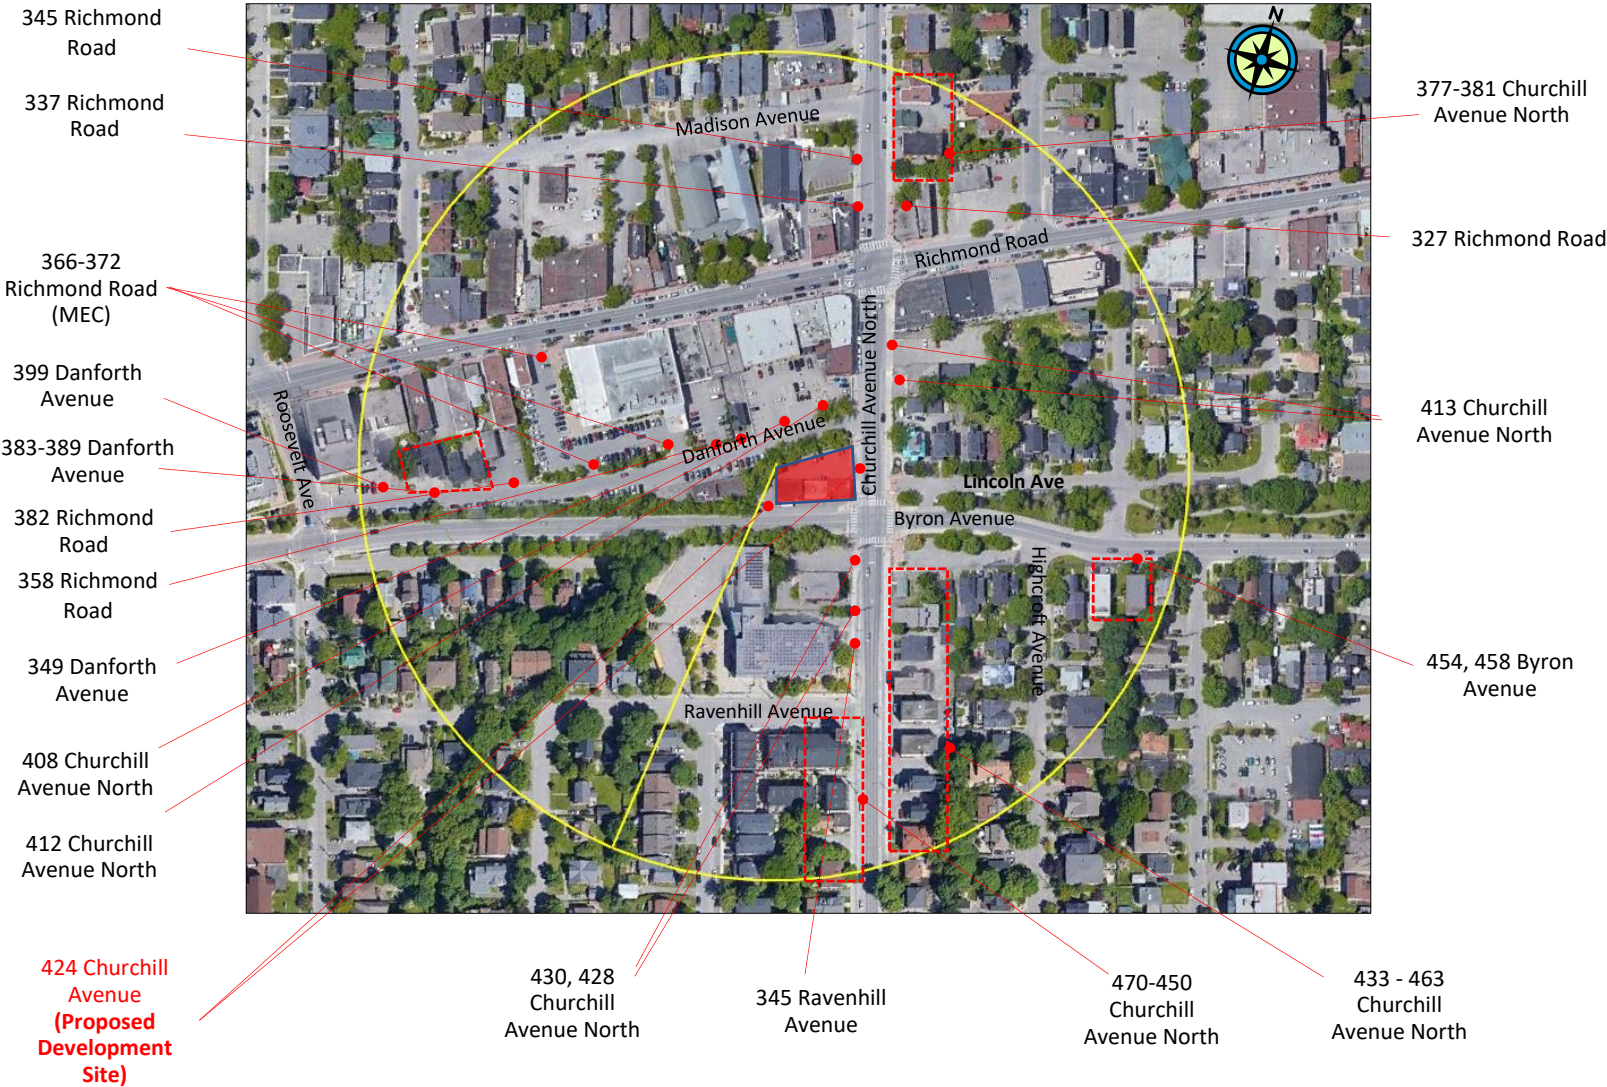 345 Richmond
Road
337 Richmond
Road
366-372
Richmond Road
(MEC)
399 Danforth
Avenue
383-389 Danforth
Avenue
382 Richmond
Road
358 Richmond
Road
349 Danforth
Avenue
408 Churchill
Avenue North
412 Churchill
Avenue North
424 Churchill
Avenue
(Proposed
Development
Site)
N
Madison Avenue
Richmond Road
Churchill Avenue North
Roosevelt Ave
Danforth Avenue
Lincoln Ave
Byron Avenue
Highcroft Avenue
Ravenhill Avenue
377-381 Churchill
Avenue North
327 Richmond Road
413 Churchill
Avenue North
454, 458 Byron
Avenue
430, 428
Churchill
Avenue North
345 Ravenhill
Avenue
470-450
Churchill
Avenue North
433 - 463
Churchill
Avenue North